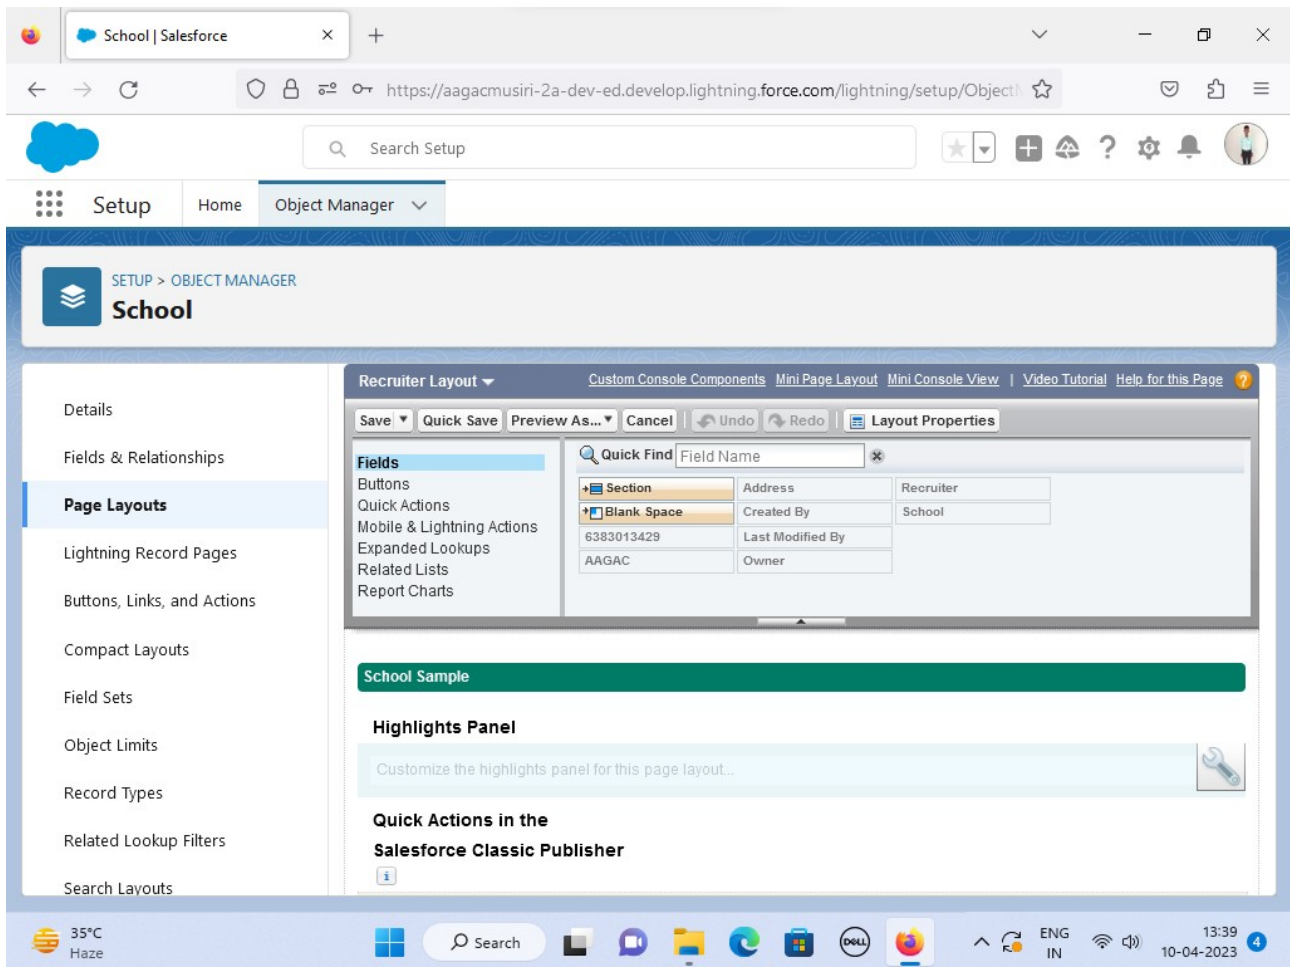 School | Salesforce
https://aagacmusiri-2a-dev-ed.develop.lightning.force.com/lightning/setup/Object
Search Setup
Setup Home Object Manager
SETUP > OBJECT MANAGER
School
Details
Fields & Relationships
Page Layouts
Lightning Record Pages
Buttons, Links, and Actions
Compact Layouts
Field Sets
Object Limits
Record Types
Related Lookup Filters
Search Layouts
Recruiter Layout Custom Console Components Mini Page Layout Mini Console View | Video Tutorial Help for this Page ?
Save Quick Save Preview As... Cancel Undo Redo Layout Properties
Fields
Buttons
Quick Actions
Mobile & Lightning Actions
Expanded Lookups
Related Lists
Report Charts
Quick Find Field Name
Section Address Recruiter
Blank Space Created By School
6383013429 Last Modified By
AAGAC Owner
School Sample
Highlights Panel
Customize the highlights panel for this page layout...
Quick Actions in the
Salesforce Classic Publisher
i
35°C
Haze
Search
DELL
ENG
IN
13:39
10-04-2023
4